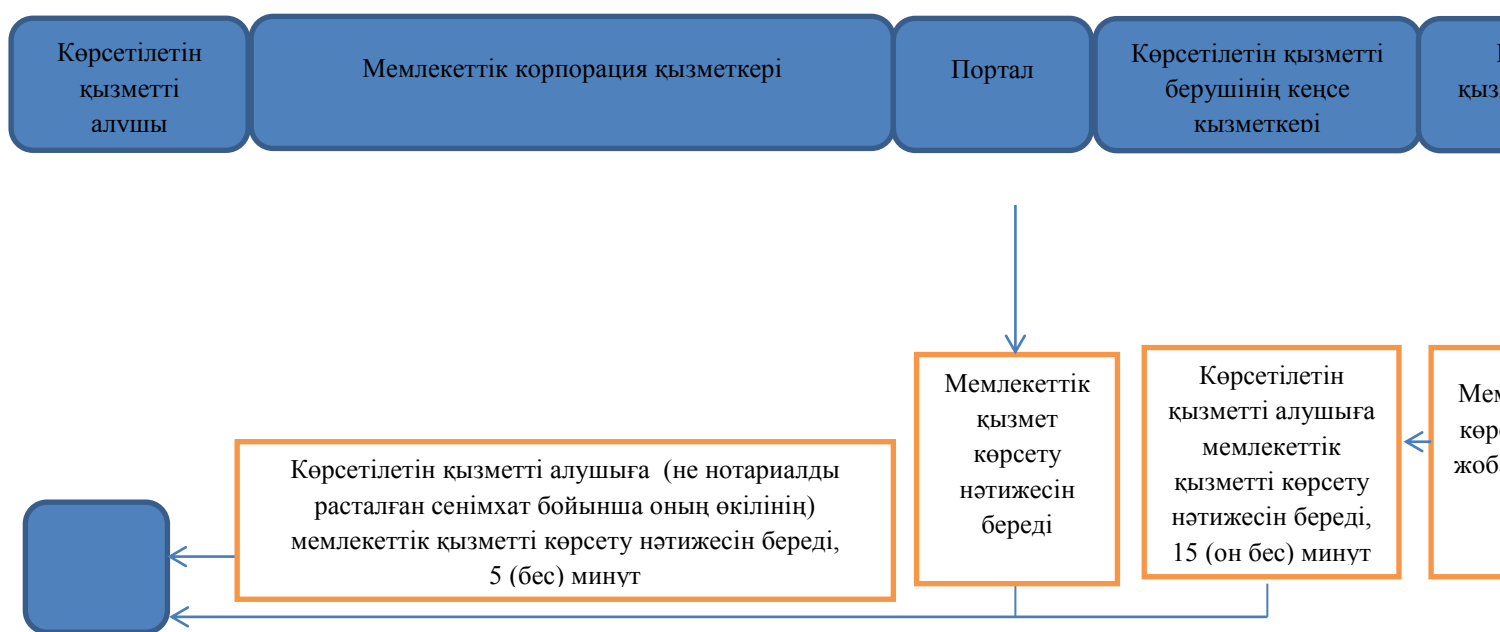 Көрсетілетін
қызметті
алушы
Мемлекеттік корпорация қызметкері
Портал
Көрсетілетін қызметті
берушінің кеңсе
қызметкері
Мемлекеттік
қызмет
көрсету
нәтижесін
береді
Көрсетілетін
қызметті алушыға
мемлекеттік
қызметті көрсету
нәтижесін береді,
15 (он бес) минут
Көрсетілетін қызметті алушыға (не нотариалды
расталған сенімхат бойынша оның өкілінің)
мемлекеттік қызметті көрсету нәтижесін береді,
5 (бес) минут